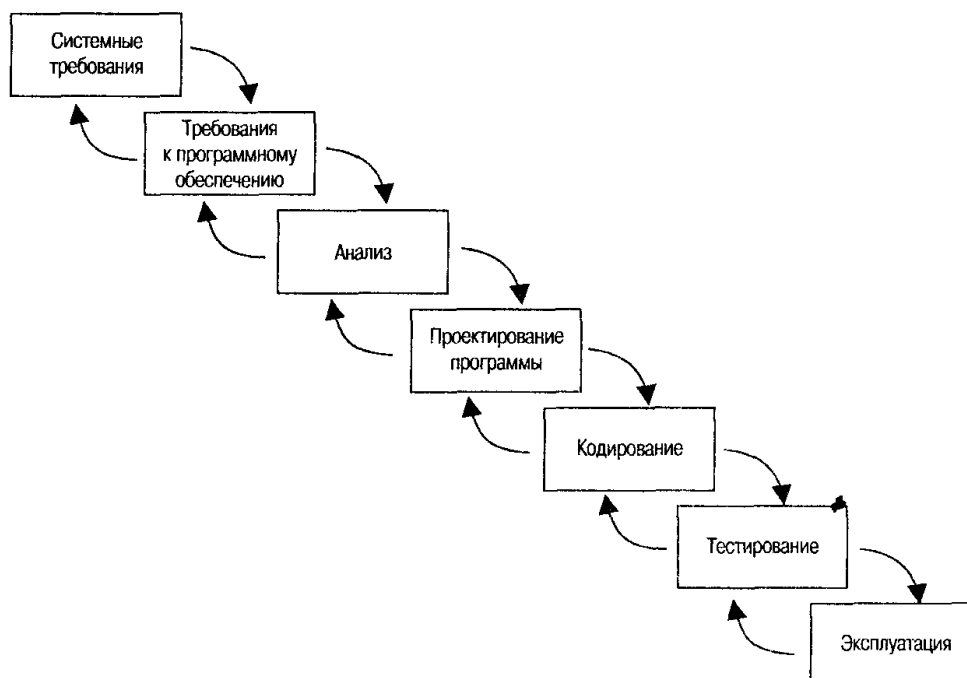 Системные
требования
Требования
к программному
обеспечению
Анализ
Проектирование
программы
Кодирование
Тестирование
Эксплуатация